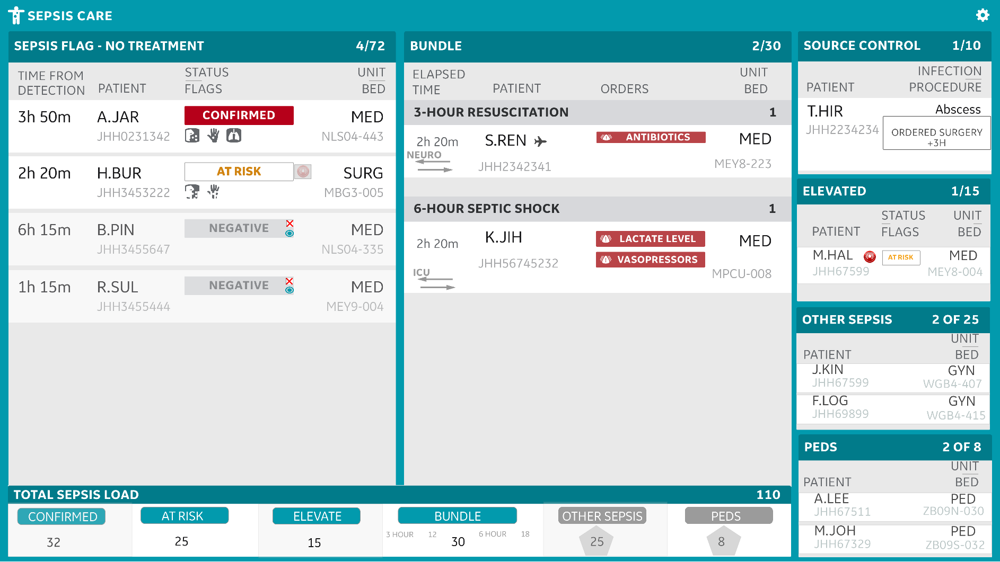 SEPSIS CARE
SEPSIS FLAG - NO TREATMENT 4/72
TIME FROM DETECTION PATIENT STATUS FLAGS UNIT BED
3h 50m A.JAR CONFIRMED MED
JHH0231342 NLS04-443
2h 20m H.BUR AT RISK SURG
JHH3453222 MBG3-005
6h 15m B.PIN NEGATIVE MED
JHH3455647 NLS04-335
1h 15m R.SUL NEGATIVE MED
JHH3455444 MEY9-004
BUNDLE 2/30
ELAPSED TIME PATIENT ORDERS UNIT BED
3-HOUR RESUSCITATION 1
2h 20m S.REN ANTIBIOTICS MED
NEURO JHH2342341 MEY8-223
6-HOUR SEPTIC SHOCK 1
2h 20m K.JIH LACTATE LEVEL MED
JHH56745232 VASOPRESSORS
ICU MPCU-008
SOURCE CONTROL 1/10
PATIENT INFECTION PROCEDURE
T.HIR Abscess
JHH2234234 ORDERED SURGERY
+3H
ELEVATED 1/15
PATIENT STATUS FLAGS UNIT BED
M.HAL AT RISK MED
JHH67599 MEY8-004
OTHER SEPSIS 2 OF 25
PATIENT UNIT BED
J.KIN GYN
JHH67599 WGB4-407
F.LOG GYN
JHH69899 WGB4-415
PEDS 2 OF 8
PATIENT UNIT BED
A.LEE PED
JHH67511 ZB09N-030
M.JOH PED
JHH67329 ZB09S-032
TOTAL SEPSIS LOAD 110
CONFIRMED AT RISK ELEVATE BUNDLE OTHER SEPSIS PEDS
3 HOUR 12 6 HOUR 18
32 25 15 30 25 8